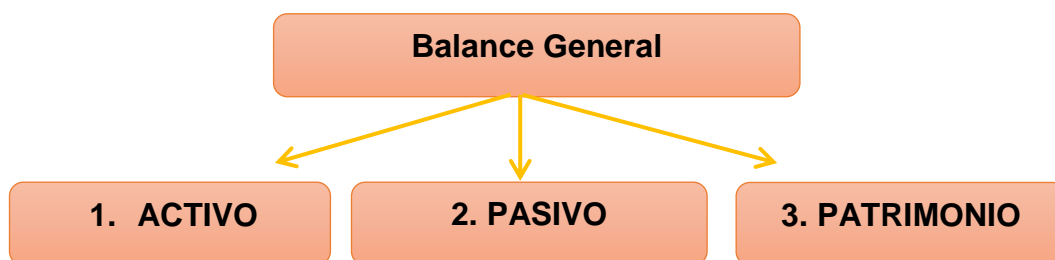 Balance General
1. ACTIVO
2. PASIVO
3. PATRIMONIO